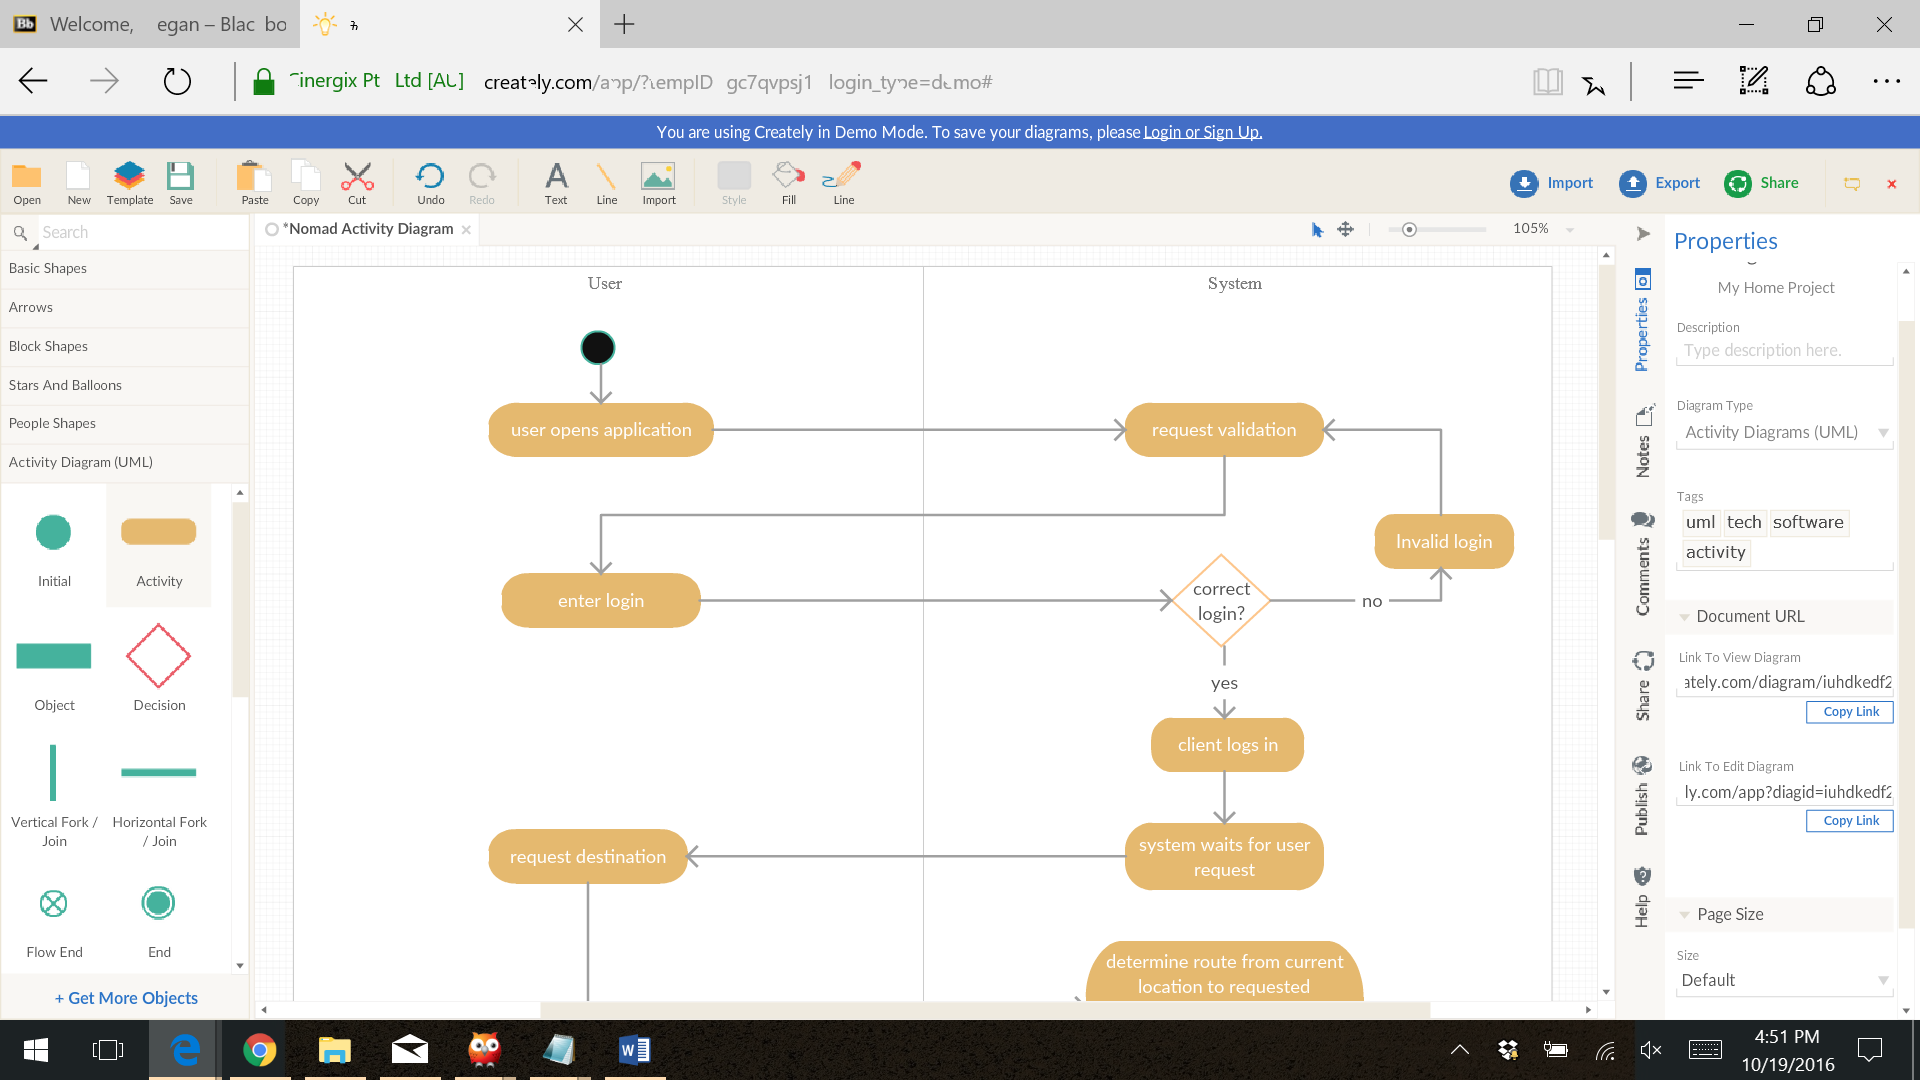 Welcome, egan – Blac bo
Pt Ltd [AU] creately.com/app/? gc7qvpsj1
You are using Creately in Demo Mode. To save your diagrams, please Login or Sign Up.
Open New Template Save Paste Copy Cut Undo Redo Text Line Import Style Fill Line
Import Export Share
Search
*Nomad Activity Diagram
105%
Basic Shapes
Arrows
Block Shapes
Stars And Balloons
People Shapes
Activity Diagram (UML)
Initial
Activity
Object
Decision
Vertical Fork /
Join
Horizontal Fork
/ Join
Flow End
End
+ Get More Objects
User
System
user opens application
request validation
Invalid login
enter login
correct
login?
no
yes
client logs in
request destination
system waits for user
request
determine route from current
location to requested
Properties
Notes
Comments
Share
Publish
Help
Properties
My Home Project
Description
Type description here.
Diagram Type
Activity Diagrams (UML)
Tags
uml tech software
activity
Document URL
Link To View Diagram
ately.com/diagram/iuhdkedf2
Copy Link
Link To Edit Diagram
ly.com/app?diagid=iuhdkedf2
Copy Link
Page Size
Size
Default
4:51 PM
10/19/2016